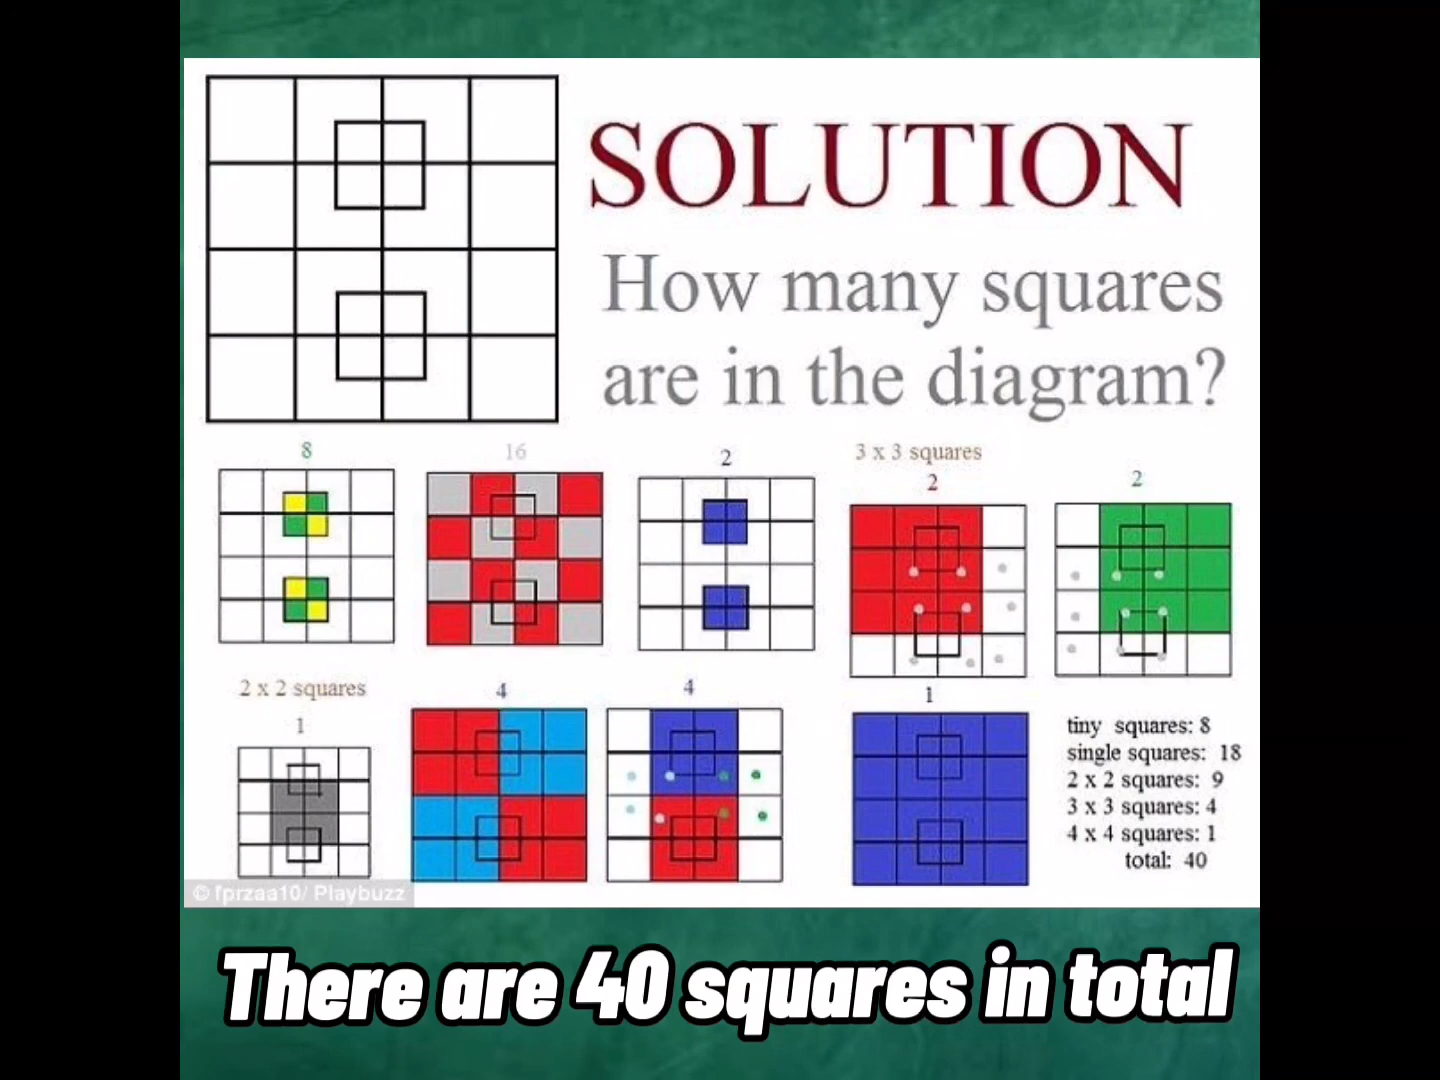 SOLUTION
How many squares
are in the diagram?
8
16
2
3 x 3 squares
2
2
2 x 2 squares
1
4
4
1
tiny squares: 8
single squares: 18
2 x 2 squares: 9
3 x 3 squares: 4
4 x 4 squares: 1
total: 40
© fprzaa10/ Playbuzz
There are 40 squares in total